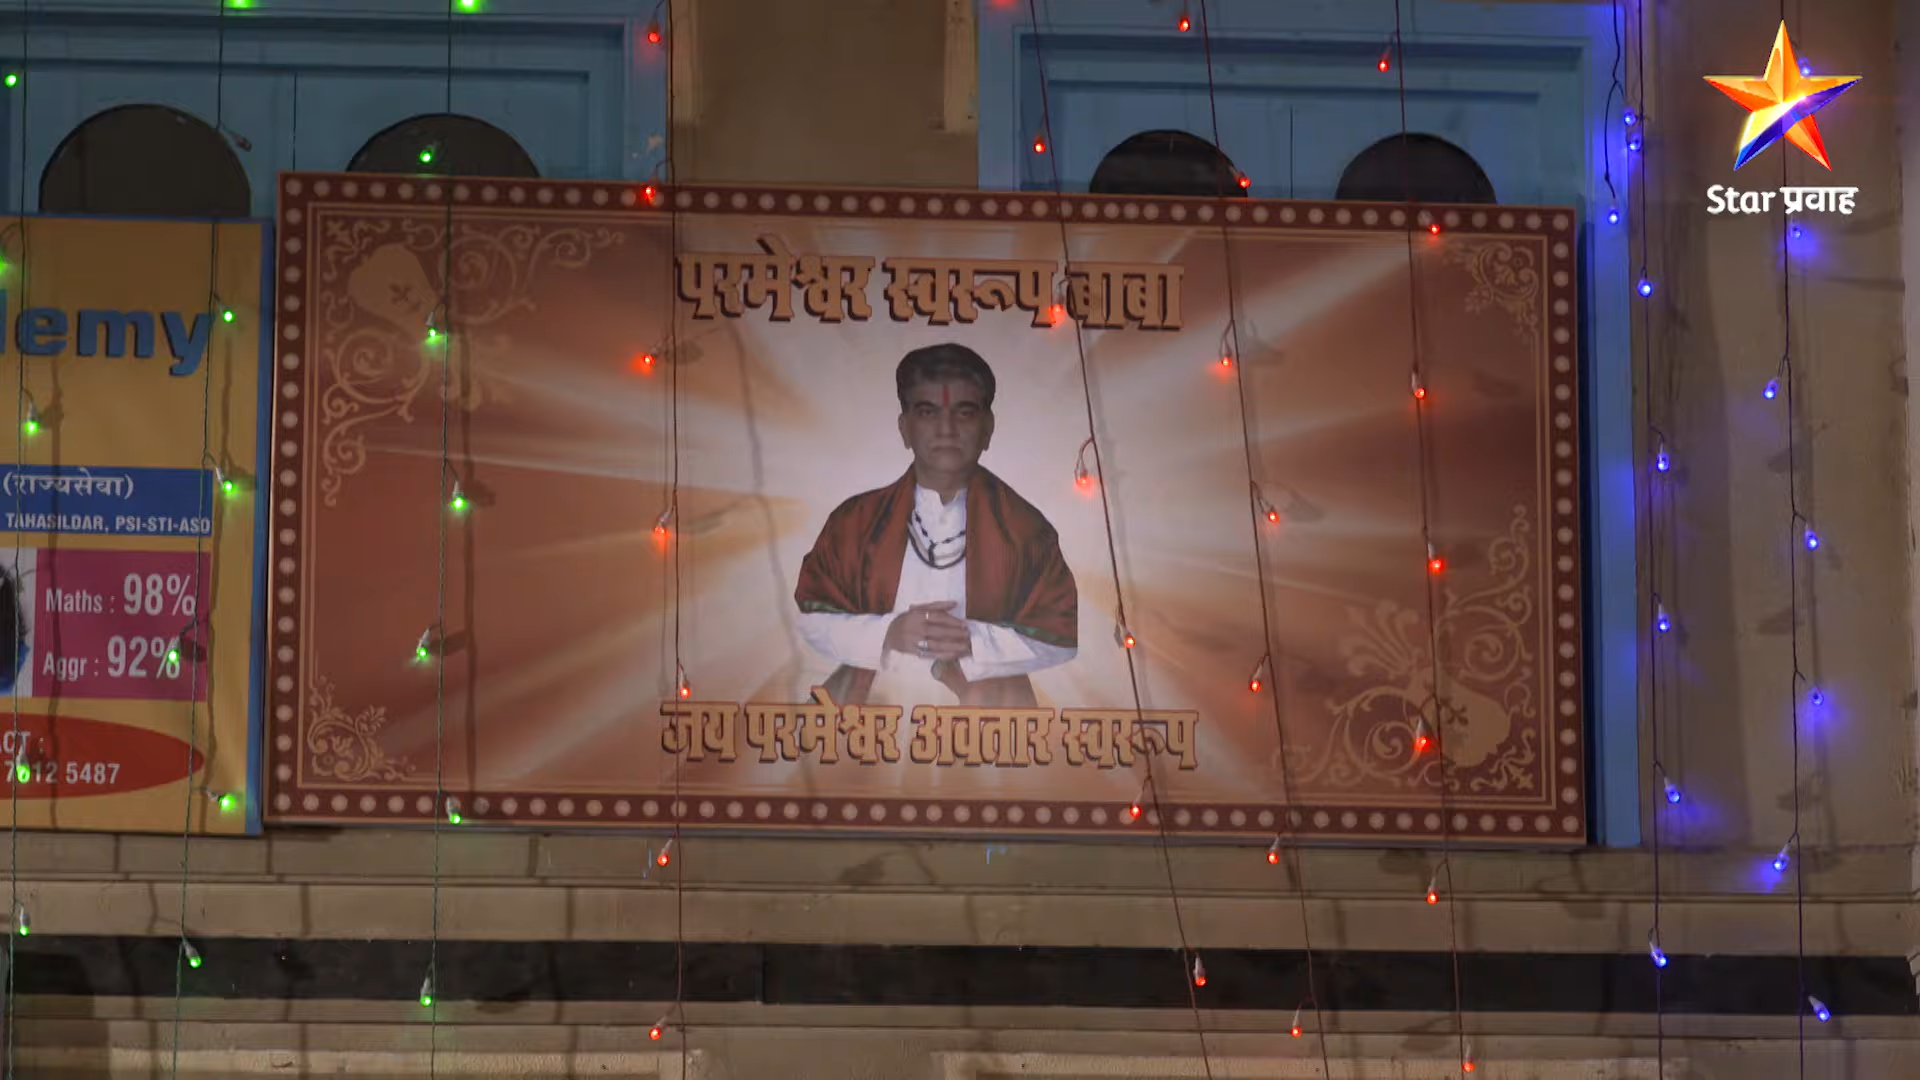 परमेश्वर स्वरूप बाबा
जय परमेश्वर अवतार स्वरूप
demy
(राज्यसेवा)
TAHASILDAR, PSI-STI-ASO
Maths : 98%
Aggr : 92%
CT :
7012 5487
Star प्रवाह